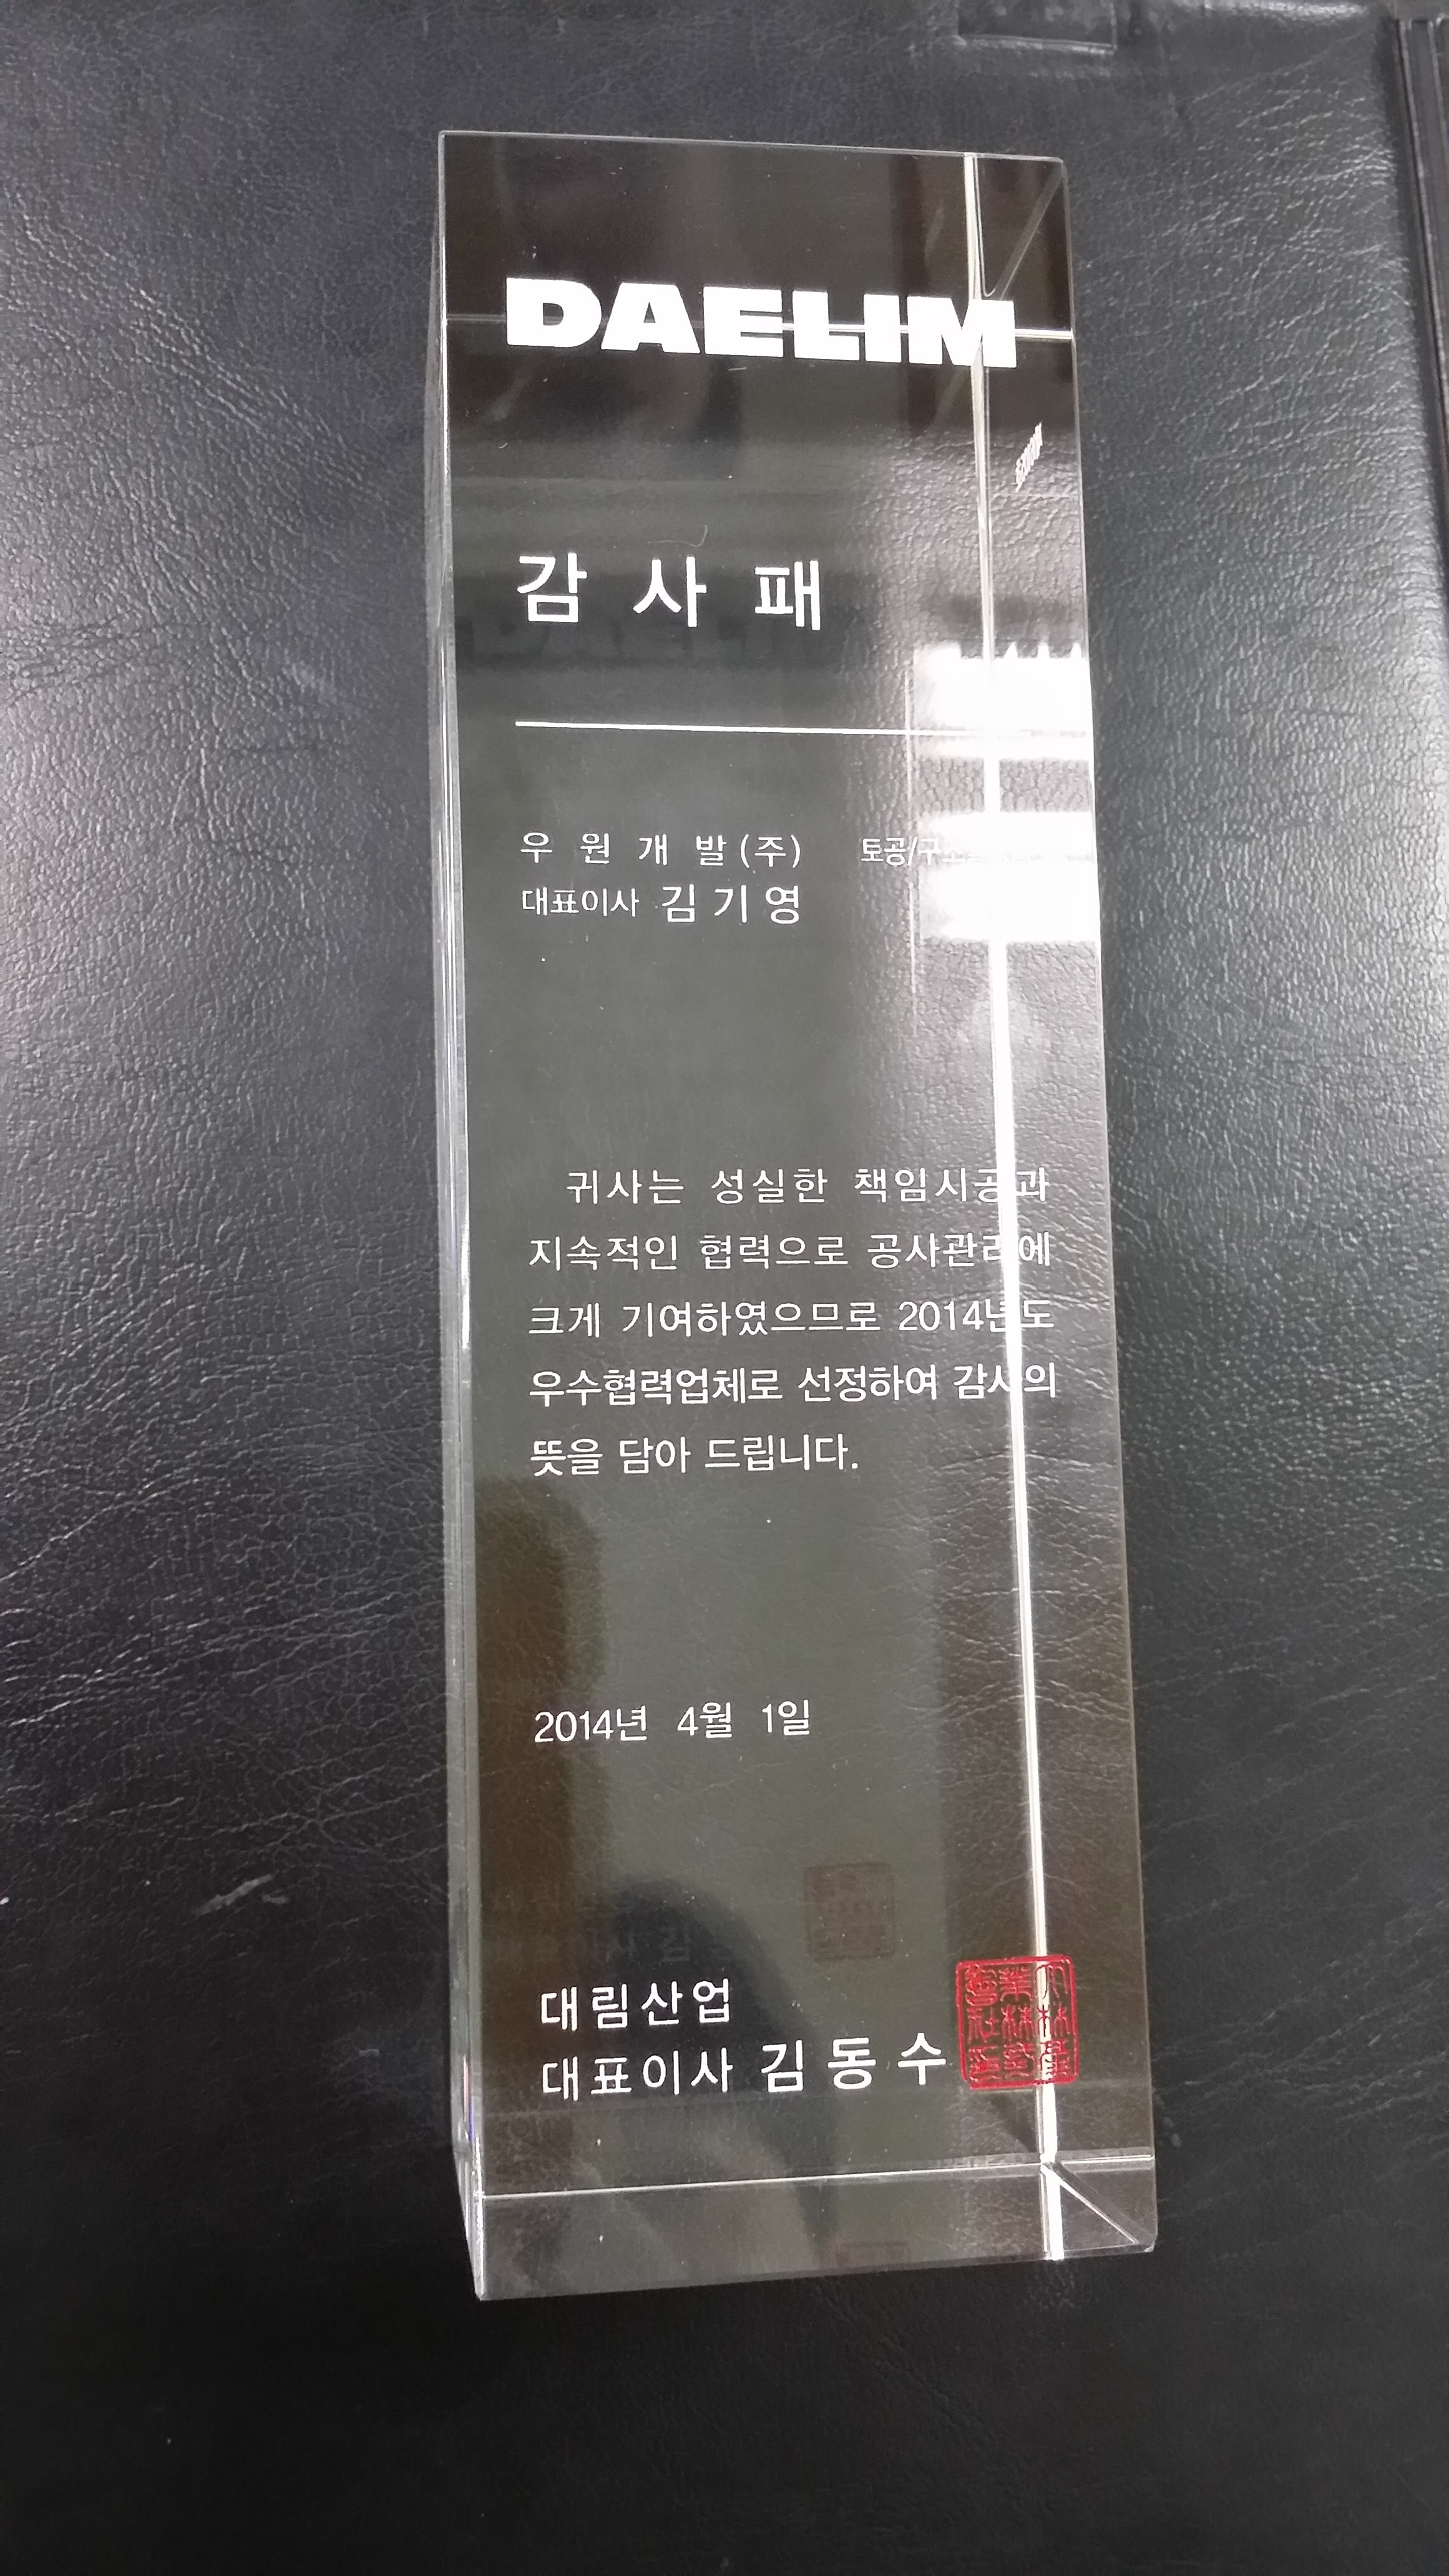 DAELIM
감 사 패
우 원 개 발 (주)
대표이사 김 기 영
귀사는 성실한 책임시공과
지속적인 협력으로 공사관리에
크게 기여하였으므로 2014년도
우수협력업체로 선정하여 감사의
뜻을 담아 드립니다.
2014년 4월 1일
대림산업
대표이사 김 동 수